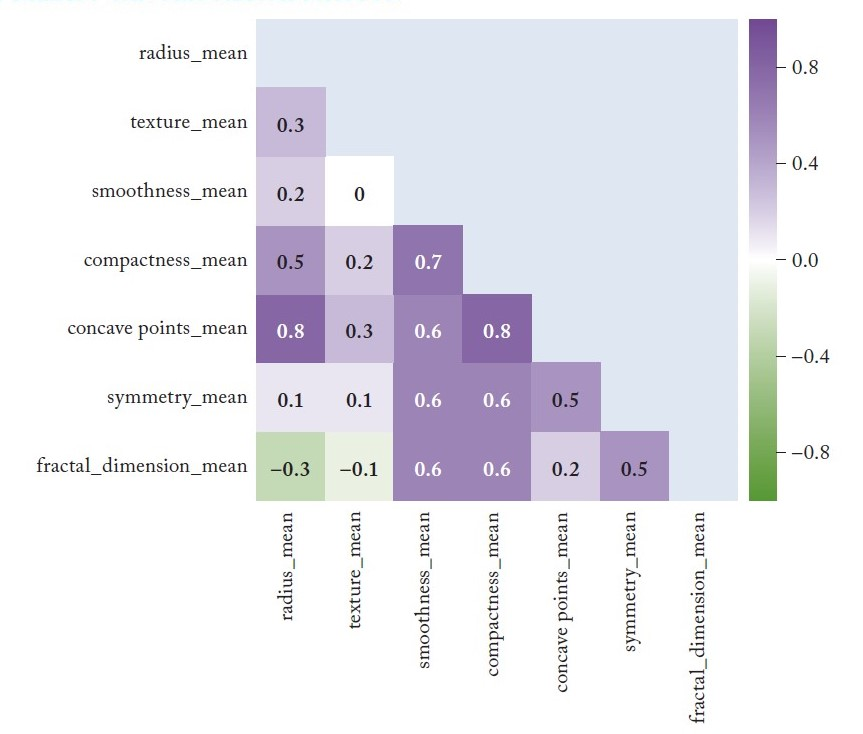 radius_mean
texture_mean 0.3
smoothness_mean 0.2 0
compactness_mean 0.5 0.2 0.7
concave points_mean 0.8 0.3 0.6 0.8
symmetry_mean 0.1 0.1 0.6 0.6 0.5
fractal_dimension_mean −0.3 −0.1 0.6 0.6 0.2 0.5
radius_mean
texture_mean
smoothness_mean
compactness_mean
concave points_mean
symmetry_mean
fractal_dimension_mean
0.8
0.4
0.0
−0.4
−0.8